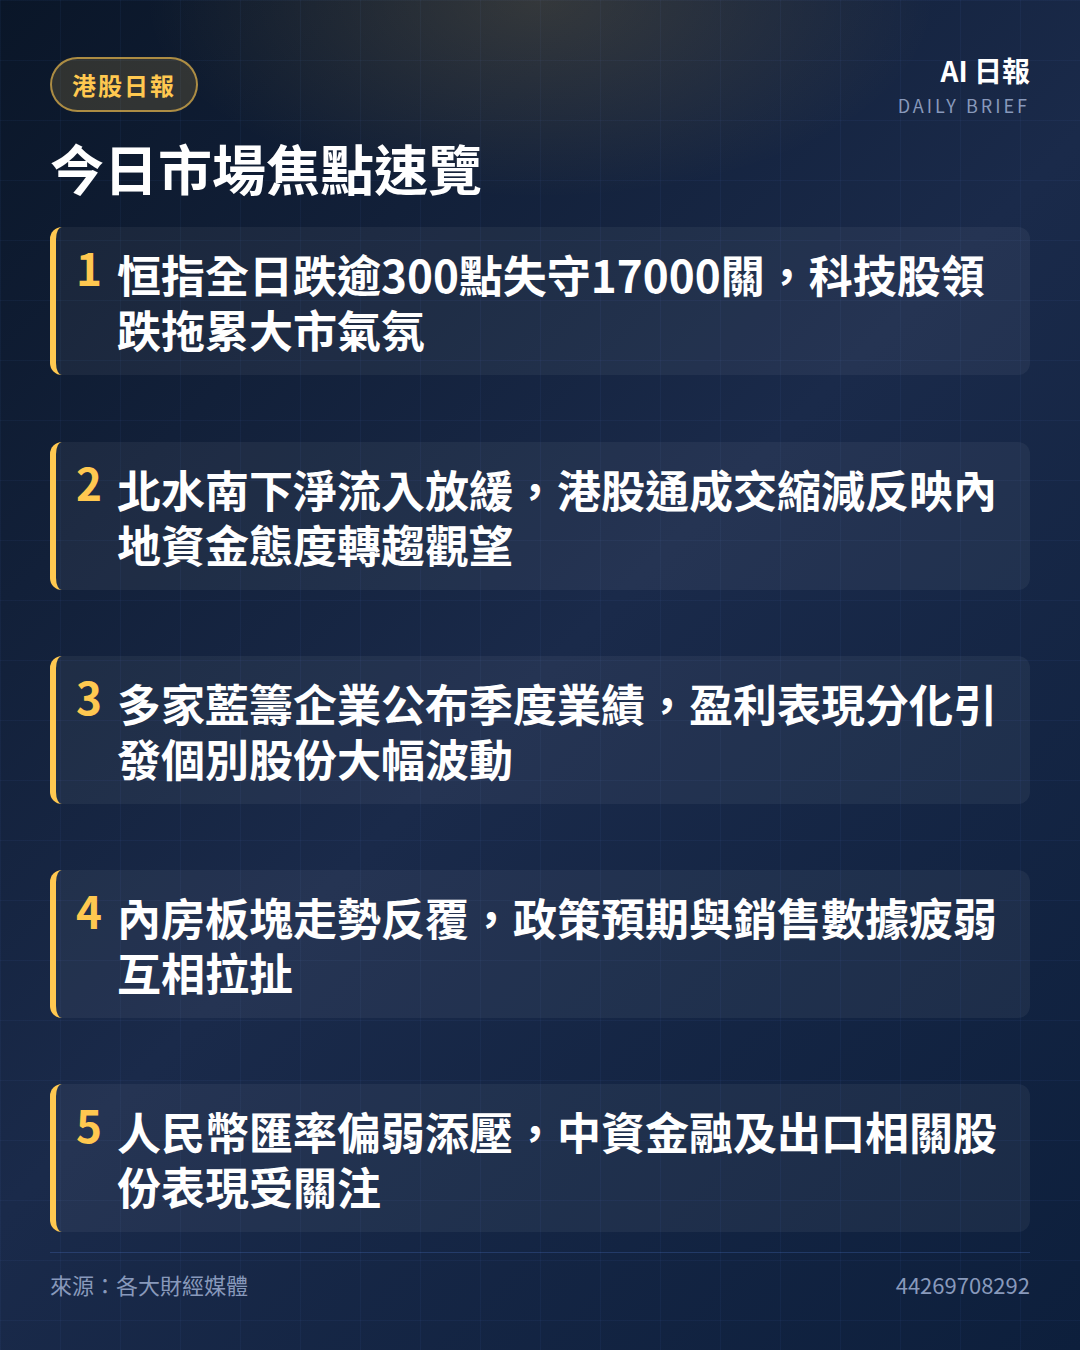 港股日報
AI 日報
DAILY BRIEF
今日市場焦點速覽
1 恒指全日跌逾300點失守17000關，科技股領
跌拖累大市氣氛
2 北水南下淨流入放緩，港股通成交縮減反映內
地資金態度轉趨觀望
3 多家藍籌企業公布季度業績，盈利表現分化引
發個別股份大幅波動
4 內房板塊走勢反覆，政策預期與銷售數據疲弱
互相拉扯
5 人民幣匯率偏弱添壓，中資金融及出口相關股
份表現受關注
來源：各大財經媒體
44269708292